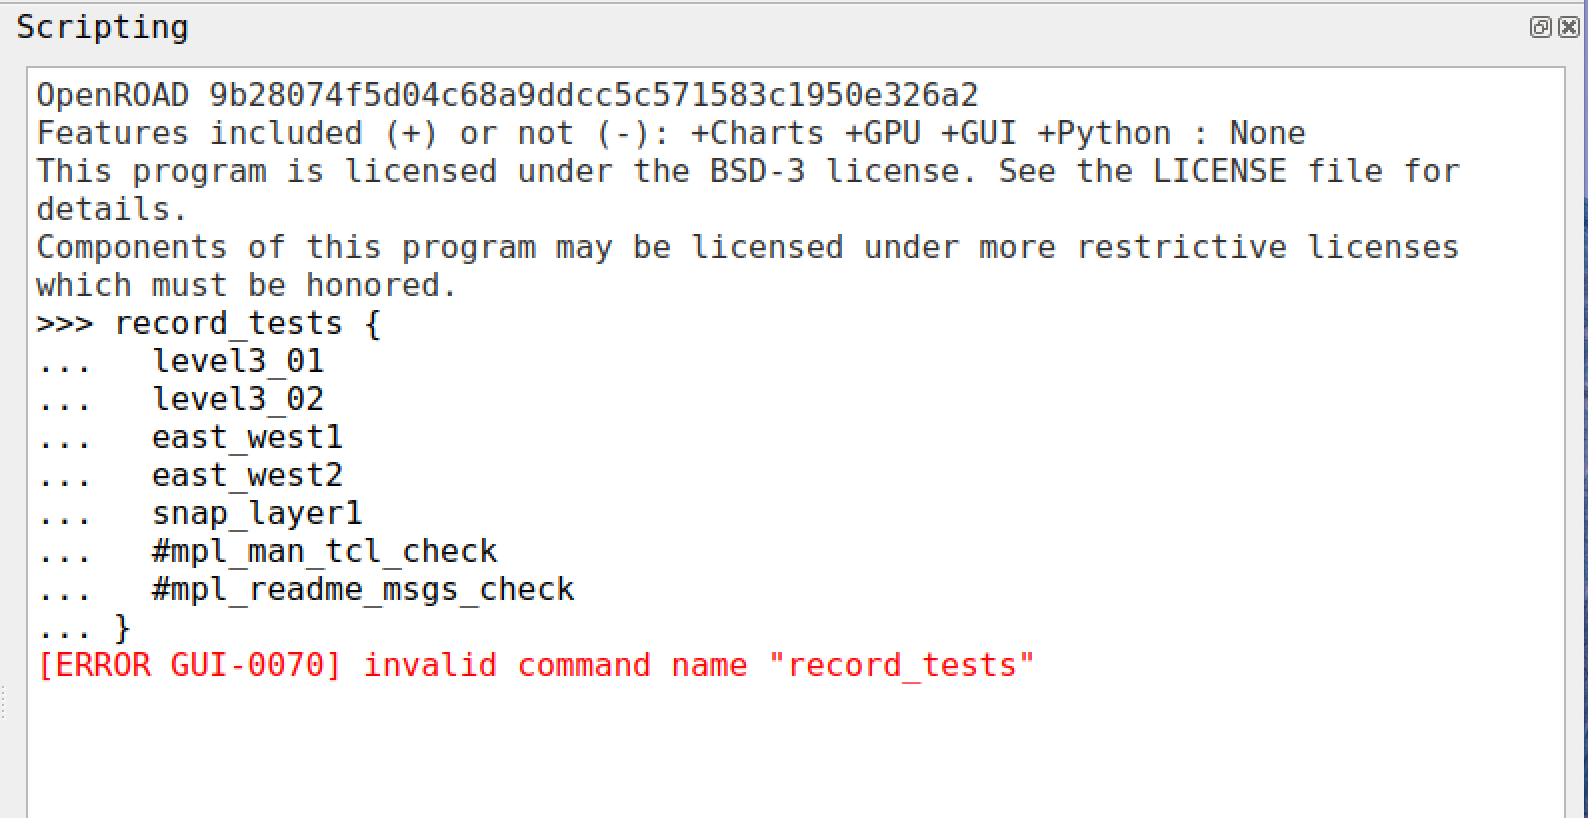 Scripting
OpenROAD 9b28074f5d04c68a9ddcc5c571583c1950e326a2
Features included (+) or not (-): +Charts +GPU +GUI +Python : None
This program is licensed under the BSD-3 license. See the LICENSE file for
details.
Components of this program may be licensed under more restrictive licenses
which must be honored.
>>> record_tests {
...   level3_01
...   level3_02
...   east_west1
...   east_west2
...   snap_layer1
...   #mpl_man_tcl_check
...   #mpl_readme_msgs_check
... }
[ERROR GUI-0070] invalid command name "record_tests"